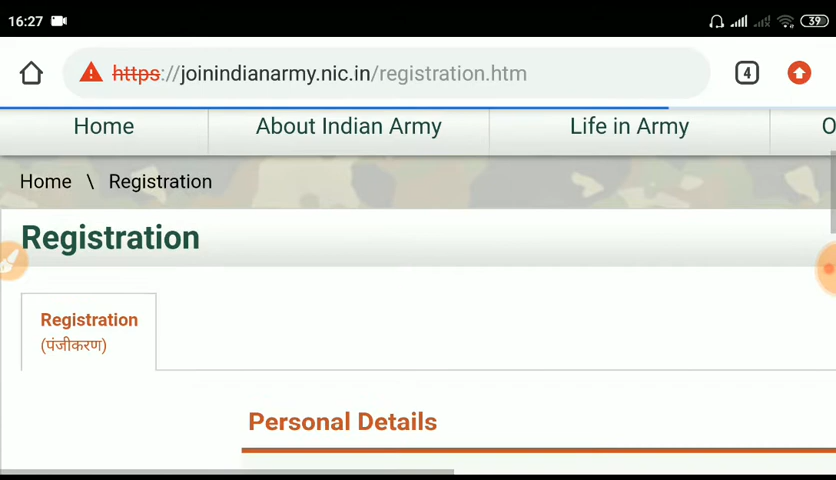 16:27 39
https://joinindianarmy.nic.in/registration.htm 4
Home About Indian Army Life in Army O
Home \ Registration
Registration
Registration
(पंजीकरण)
Personal Details